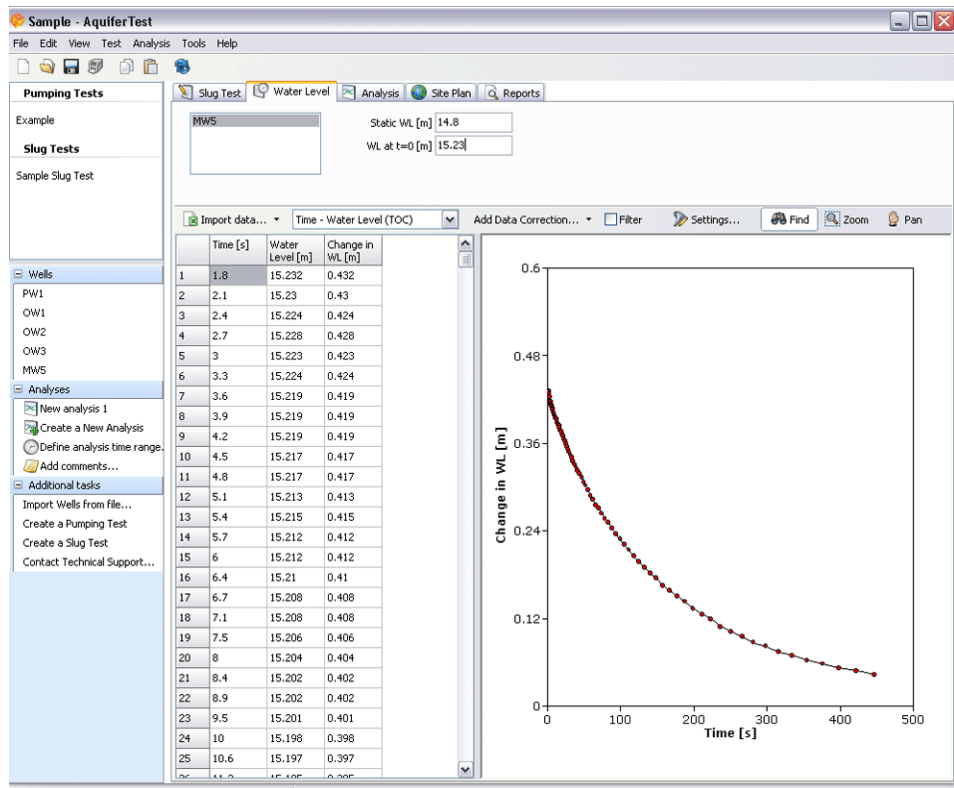 Sample - AquiferTest
File Edit View Test Analysis Tools Help
Pumping Tests
Example
Slug Tests
Sample Slug Test
Wells
PW1
OW1
OW2
OW3
MW5
Analyses
New analysis 1
Create a New Analysis
Define analysis time range.
Add comments...
Additional tasks
Import Wells from file...
Create a Pumping Test
Create a Slug Test
Contact Technical Support...
Slug Test Water Level Analysis Site Plan Reports
MW5
Static WL [m] 14.8
WL at t=0 [m] 15.23
Import data... Time - Water Level (TOC) Add Data Correction... Filter Settings... Find Zoom Pan
Time [s] Water Level [m] Change in WL [m]
1 1.8 15.232 0.432
2 2.1 15.23 0.43
3 2.4 15.224 0.424
4 2.7 15.228 0.428
5 3 15.223 0.423
6 3.3 15.224 0.424
7 3.6 15.219 0.419
8 3.9 15.219 0.419
9 4.2 15.219 0.419
10 4.5 15.217 0.417
11 4.8 15.217 0.417
12 5.1 15.213 0.413
13 5.4 15.215 0.415
14 5.7 15.212 0.412
15 6 15.212 0.412
16 6.4 15.21 0.41
17 6.7 15.208 0.408
18 7.1 15.208 0.408
19 7.5 15.206 0.406
20 8 15.204 0.404
21 8.4 15.202 0.402
22 8.9 15.202 0.402
23 9.5 15.201 0.401
24 10 15.198 0.398
25 10.6 15.197 0.397
0.6
0.48
0.36
0.24
0.12
0
Change in WL [m]
0 100 200 300 400 500
Time [s]